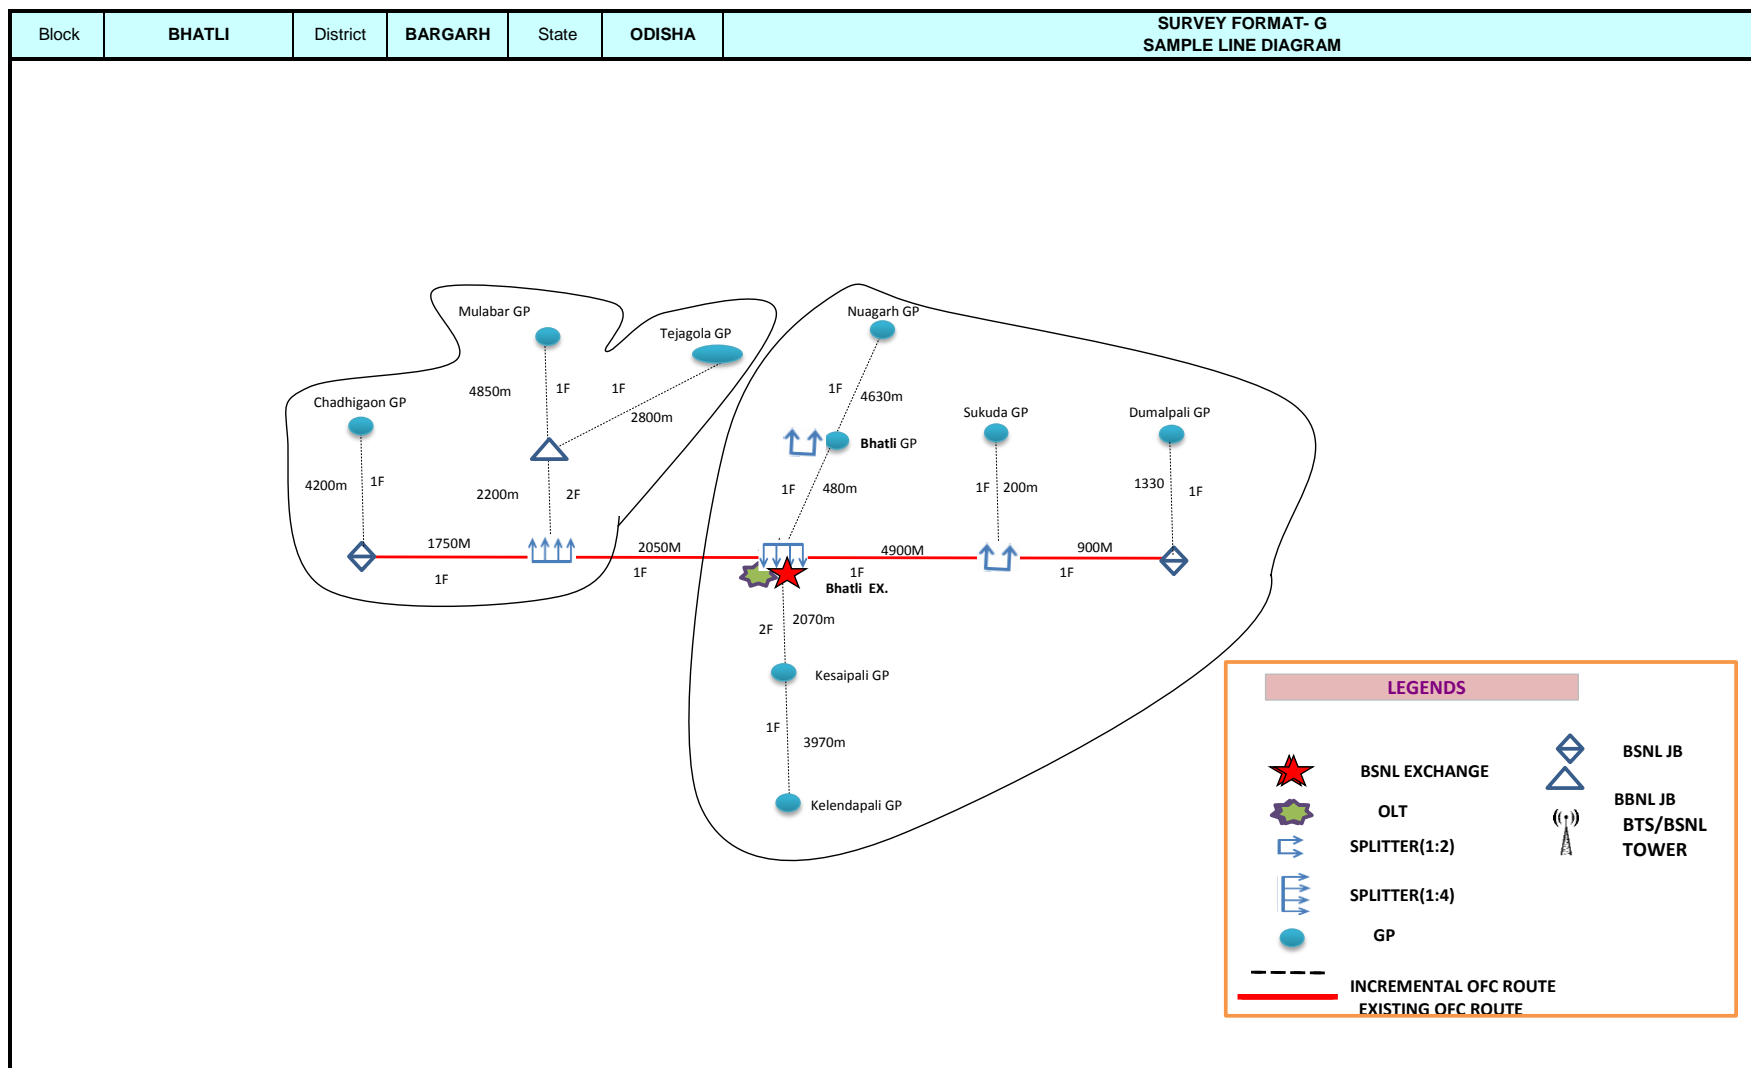 Block BHATLI District BARGARH State ODISHA SURVEY FORMAT- G
SAMPLE LINE DIAGRAM
Mulabar GP
Nuagarh GP
Tejagola GP
4850m 1F 1F
1F 4630m
2800m
Chadhigaon GP
Sukuda GP
Dumalpali GP
Bhatli GP
4200m 1F
2200m 2F
1F 480m
1F 200m
1330 1F
1750M
2050M
4900M
900M
1F
1F
1F
1F
Bhatli EX.
2F 2070m
Kesaipali GP
1F
3970m
Kelendapali GP
LEGENDS
BSNL EXCHANGE
OLT
SPLITTER(1:2)
SPLITTER(1:4)
GP
INCREMENTAL OFC ROUTE
EXISTING OFC ROUTE
BSNL JB
BBNL JB
BTS/BSNL
TOWER